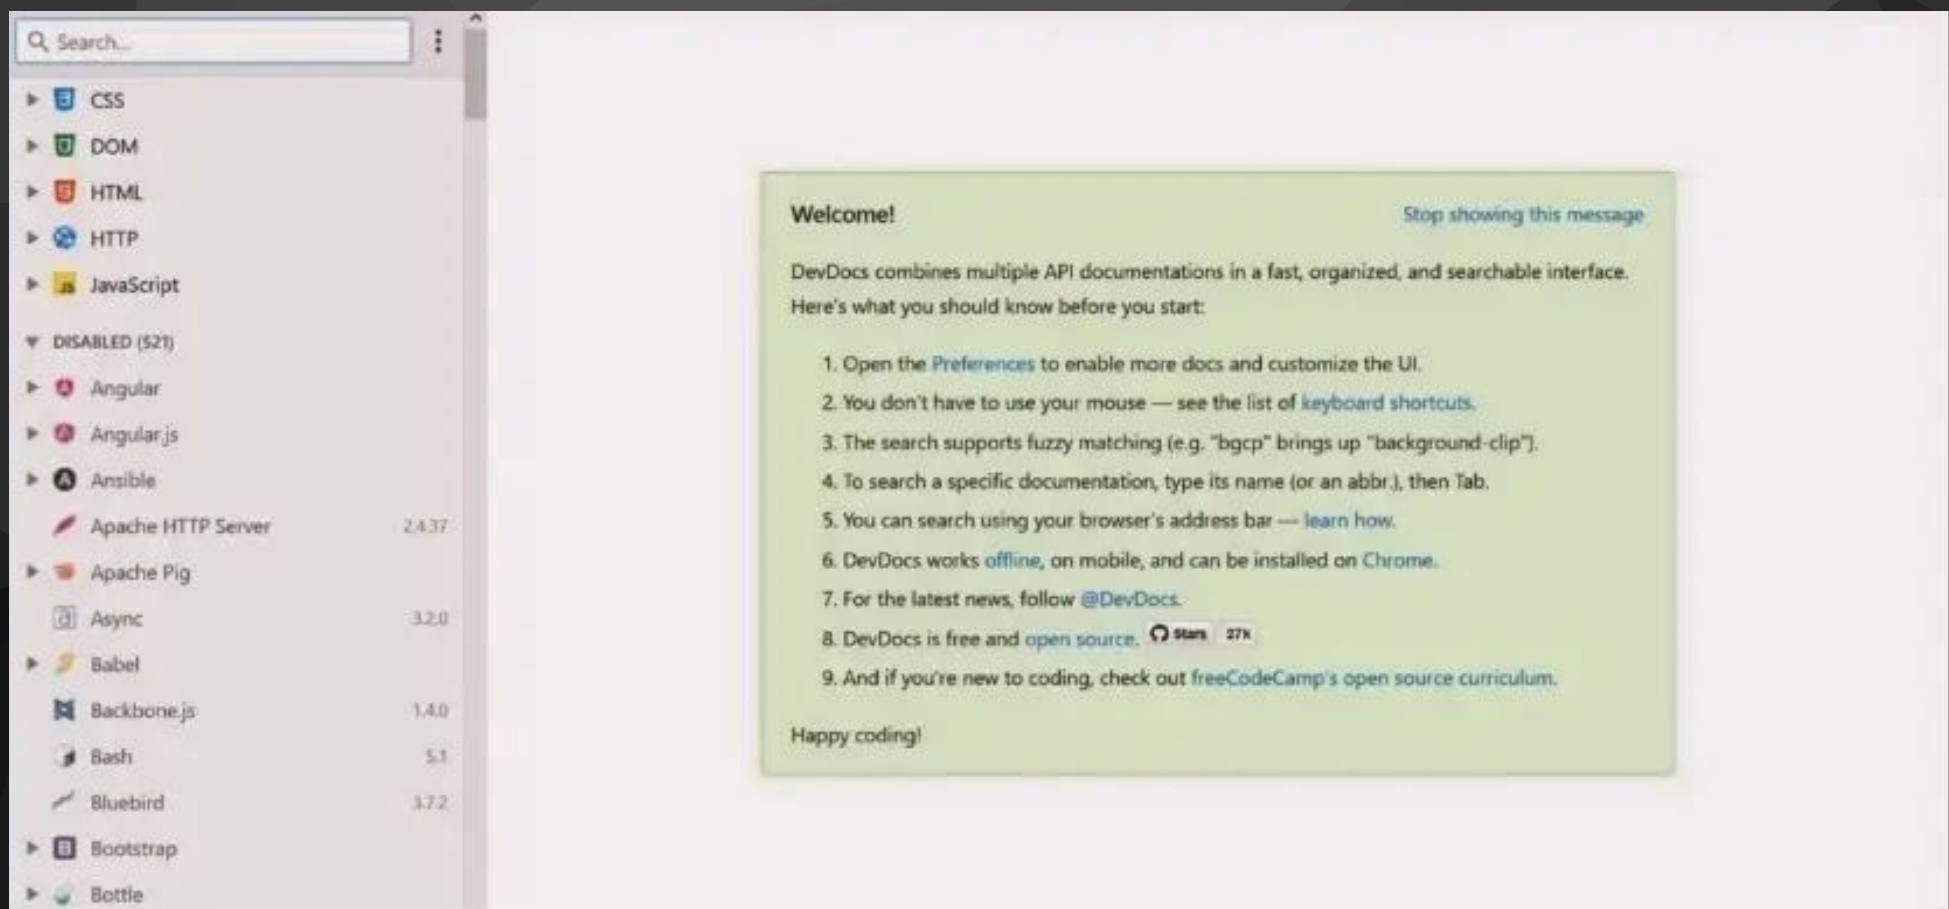 Search...
CSS
DOM
HTML
HTTP
JavaScript
DISABLED (521)
Angular
Angular.js
Ansible
Apache HTTP Server 2.4.37
Apache Pig
Async 3.2.0
Babel
Backbone.js 1.4.0
Bash 5.1
Bluebird 3.7.2
Bootstrap
Bottle
Welcome! Stop showing this message
DevDocs combines multiple API documentations in a fast, organized, and searchable interface.
Here's what you should know before you start:
1. Open the Preferences to enable more docs and customize the UI.
2. You don't have to use your mouse — see the list of keyboard shortcuts.
3. The search supports fuzzy matching (e.g. "bgcp" brings up "background-clip").
4. To search a specific documentation, type its name (or an abbr.), then Tab.
5. You can search using your browser's address bar — learn how.
6. DevDocs works offline, on mobile, and can be installed on Chrome.
7. For the latest news, follow @DevDocs.
8. DevDocs is free and open source. Stars 27k
9. And if you're new to coding, check out freeCodeCamp's open source curriculum.
Happy coding!